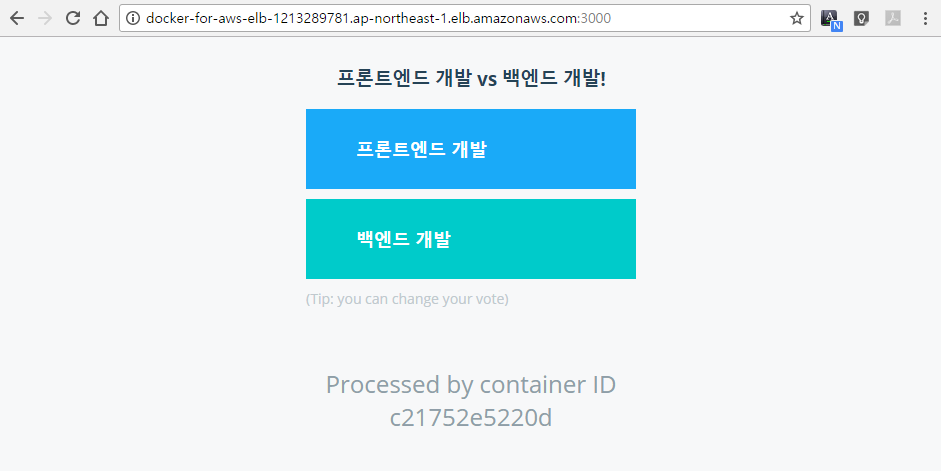 docker-for-aws-elb-1213289781.ap-northeast-1.elb.amazonaws.com:3000
N
프론트엔드 개발 vs 백엔드 개발!
프론트엔드 개발
백엔드 개발
(Tip: you can change your vote)
Processed by container ID
c21752e5220d